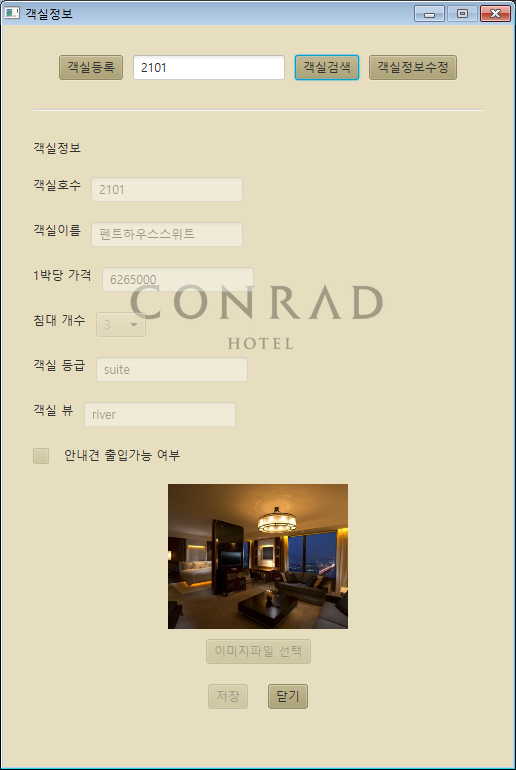 객실정보
객실등록 2101 객실검색 객실정보수정
객실정보
객실호수 2101
객실이름 펜트하우스스위트
1박당 가격 6265000
CONRAD
침대 개수 3
HOTEL
객실 등급 suite
객실 뷰 river
안내견 출입가능 여부
이미지파일 선택
저장 닫기